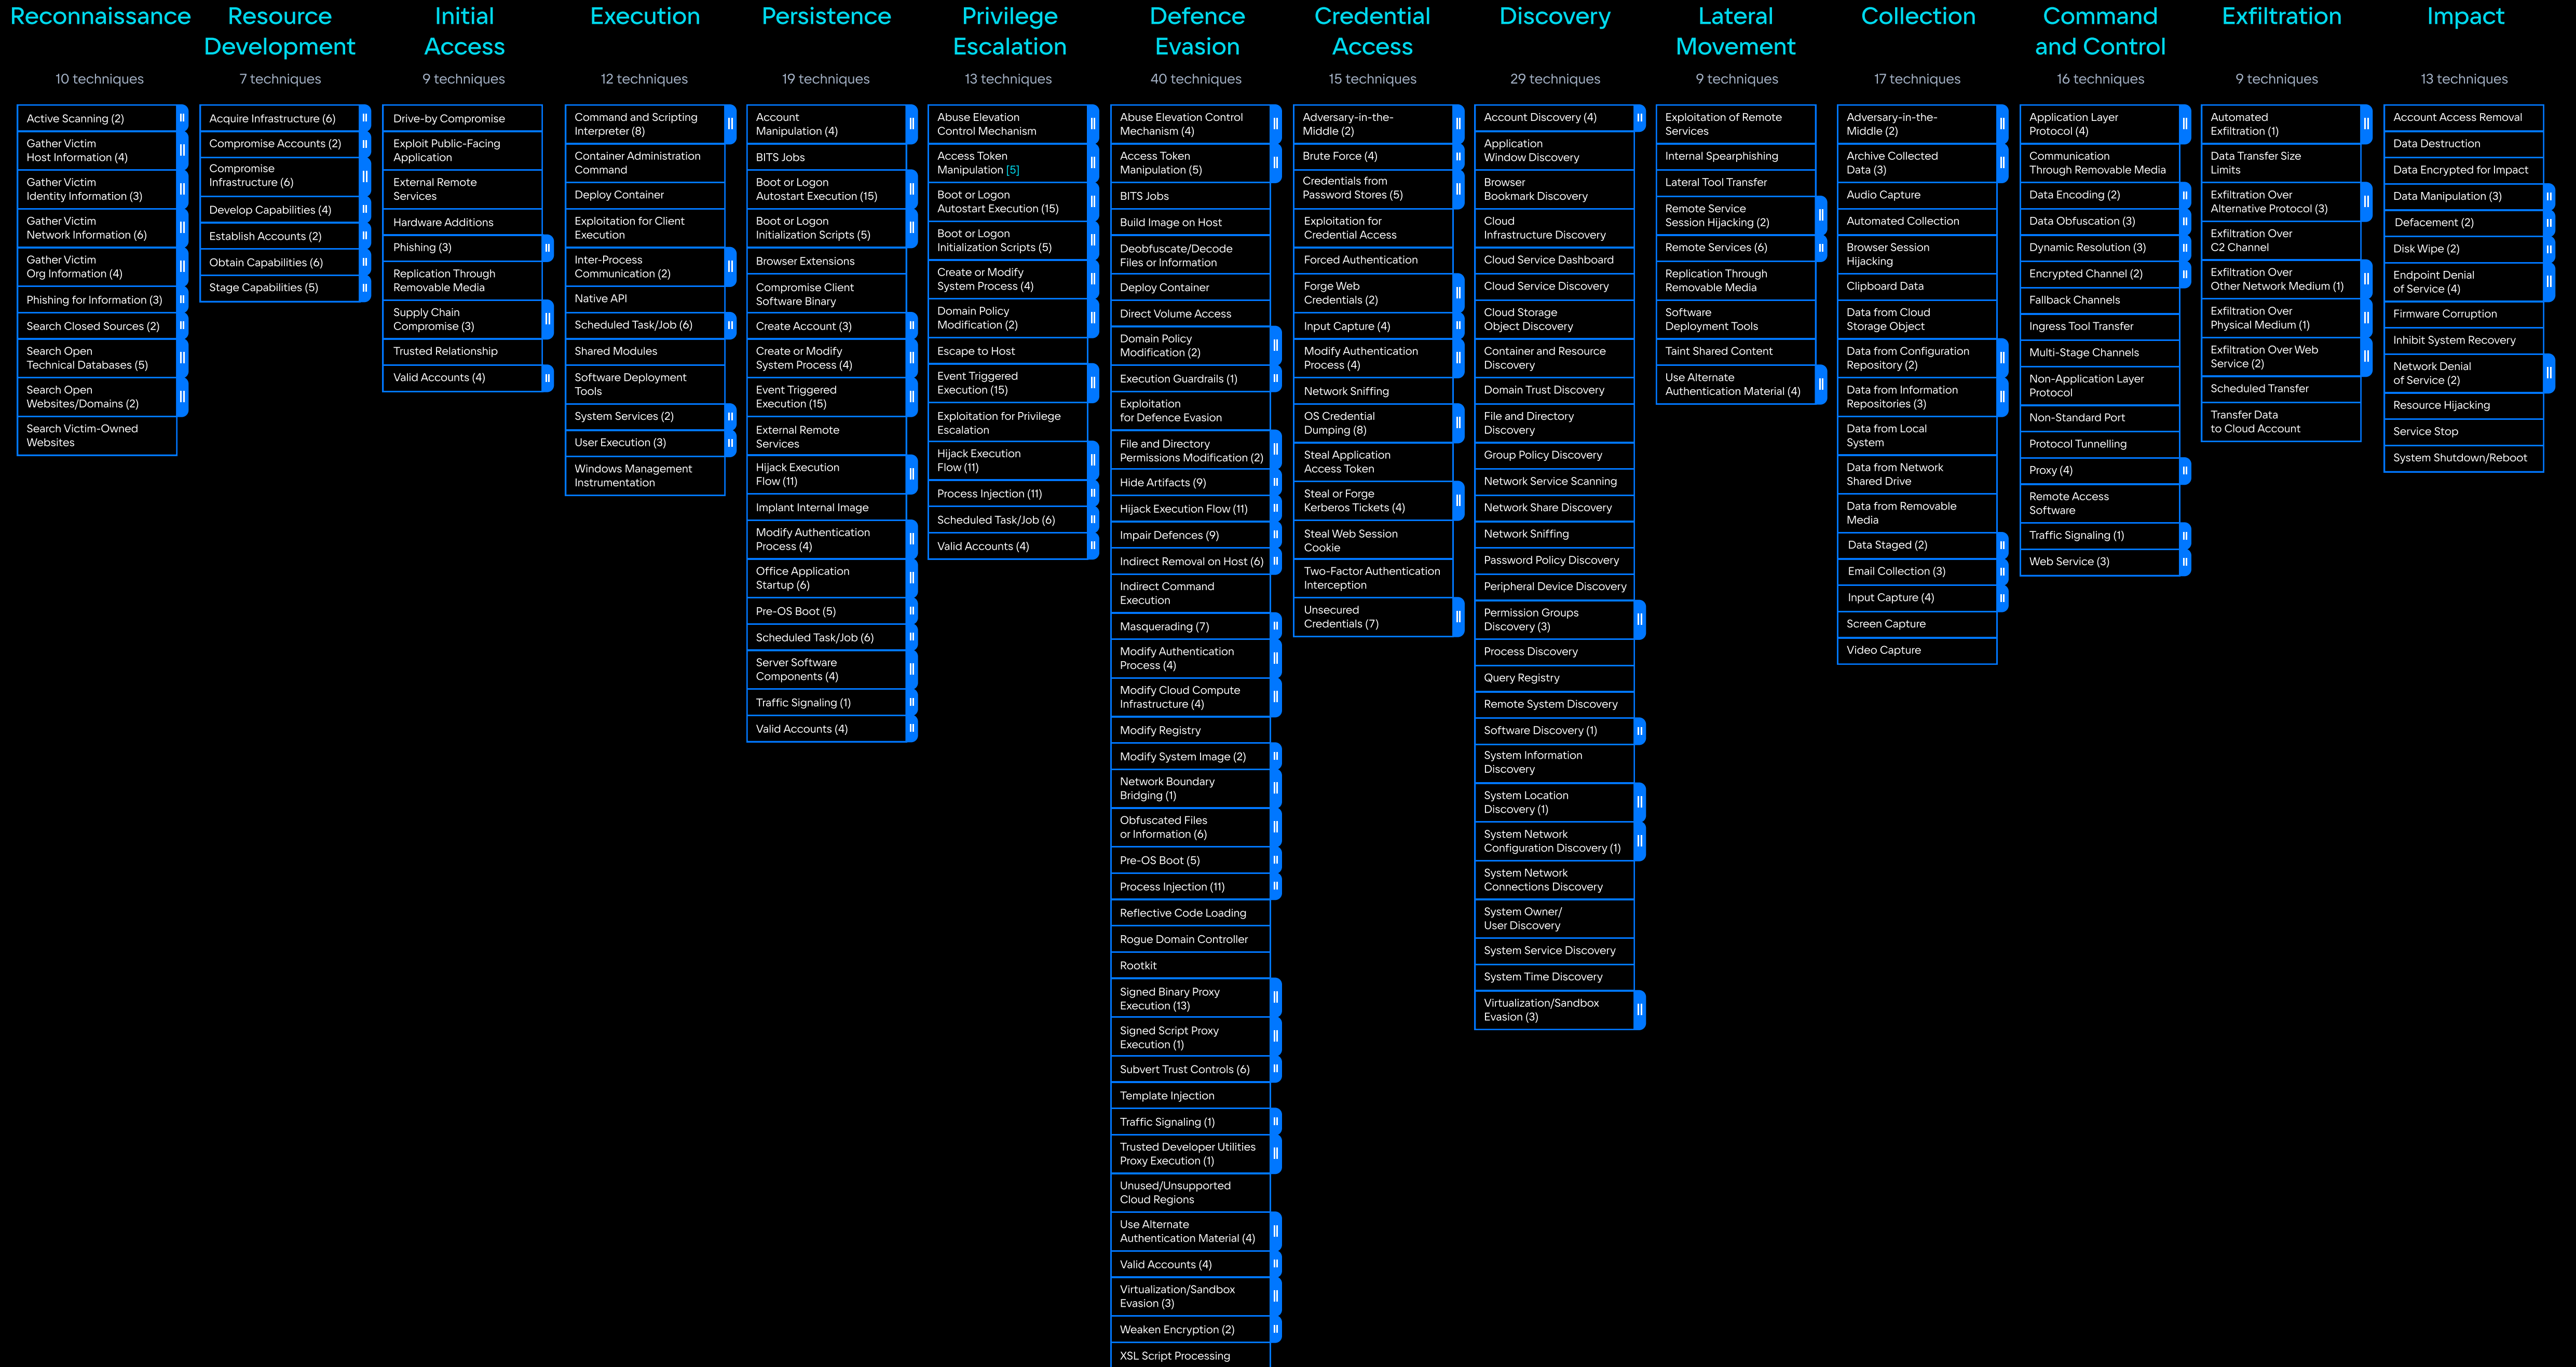 Reconnaissance
10 techniques
Active Scanning (2)
Gather Victim
Host Information (4)
Gather Victim
Identity Information (3)
Gather Victim
Network Information (6)
Gather Victim
Org Information (4)
Phishing for Information (3)
Search Closed Sources (2)
Search Open
Technical Databases (5)
Search Open
Websites/Domains (2)
Search Victim-Owned
Websites
Resource
Development
7 techniques
Acquire Infrastructure (6)
Compromise Accounts (2)
Compromise
Infrastructure (6)
Develop Capabilities (4)
Establish Accounts (2)
Obtain Capabilities (6)
Stage Capabilities (5)
Initial
Access
9 techniques
Drive-by Compromise
Exploit Public-Facing
Application
External Remote
Services
Hardware Additions
Phishing (3)
Replication Through
Removable Media
Supply Chain
Compromise (3)
Trusted Relationship
Valid Accounts (4)
Execution
12 techniques
Command and Scripting
Interpreter (8)
Container Administration
Command
Deploy Container
Exploitation for Client
Execution
Inter-Process
Communication (2)
Native API
Scheduled Task/Job (6)
Shared Modules
Software Deployment
Tools
System Services (2)
User Execution (3)
Windows Management
Instrumentation
Persistence
19 techniques
Account
Manipulation (4)
BITS Jobs
Boot or Logon
Autostart Execution (15)
Boot or Logon
Initialization Scripts (5)
Browser Extensions
Compromise Client
Software Binary
Create Account (3)
Create or Modify
System Process (4)
Event Triggered
Execution (15)
External Remote
Services
Hijack Execution
Flow (11)
Implant Internal Image
Modify Authentication
Process (4)
Office Application
Startup (6)
Pre-OS Boot (5)
Scheduled Task/Job (6)
Server Software
Components (4)
Traffic Signaling (1)
Valid Accounts (4)
Privilege
Escalation
13 techniques
Abuse Elevation
Control Mechanism
Access Token
Manipulation [5]
Boot or Logon
Autostart Execution (15)
Boot or Logon
Initialization Scripts (5)
Create or Modify
System Process (4)
Domain Policy
Modification (2)
Escape to Host
Event Triggered
Execution (15)
Exploitation for Privilege
Escalation
Hijack Execution
Flow (11)
Process Injection (11)
Scheduled Task/Job (6)
Valid Accounts (4)
Defence
Evasion
40 techniques
Abuse Elevation Control
Mechanism (4)
Access Token
Manipulation (5)
BITS Jobs
Build Image on Host
Deobfuscate/Decode
Files or Information
Deploy Container
Direct Volume Access
Domain Policy
Modification (2)
Execution Guardrails (1)
Exploitation
for Defence Evasion
File and Directory
Permissions Modification (2)
Hide Artifacts (9)
Hijack Execution Flow (11)
Impair Defences (9)
Indirect Removal on Host (6)
Indirect Command
Execution
Masquerading (7)
Modify Authentication
Process (4)
Modify Cloud Compute
Infrastructure (4)
Modify Registry
Modify System Image (2)
Network Boundary
Bridging (1)
Obfuscated Files
or Information (6)
Pre-OS Boot (5)
Process Injection (11)
Reflective Code Loading
Rogue Domain Controller
Rootkit
Signed Binary Proxy
Execution (13)
Signed Script Proxy
Execution (1)
Subvert Trust Controls (6)
Template Injection
Traffic Signaling (1)
Trusted Developer Utilities
Proxy Execution (1)
Unused/Unsupported
Cloud Regions
Use Alternate
Authentication Material (4)
Valid Accounts (4)
Virtualization/Sandbox
Evasion (3)
Weaken Encryption (2)
XSL Script Processing
Credential
Access
15 techniques
Adversary-in-the-
Middle (2)
Brute Force (4)
Credentials from
Password Stores (5)
Exploitation for
Credential Access
Forced Authentication
Forge Web
Credentials (2)
Input Capture (4)
Modify Authentication
Process (4)
Network Sniffing
OS Credential
Dumping (8)
Steal Application
Access Token
Steal or Forge
Kerberos Tickets (4)
Steal Web Session
Cookie
Two-Factor Authentication
Interception
Unsecured
Credentials (7)
Discovery
29 techniques
Account Discovery (4)
Application
Window Discovery
Browser
Bookmark Discovery
Cloud
Infrastructure Discovery
Cloud Service Dashboard
Cloud Service Discovery
Cloud Storage
Object Discovery
Container and Resource
Discovery
Domain Trust Discovery
File and Directory
Discovery
Group Policy Discovery
Network Service Scanning
Network Share Discovery
Network Sniffing
Password Policy Discovery
Peripheral Device Discovery
Permission Groups
Discovery (3)
Process Discovery
Query Registry
Remote System Discovery
Software Discovery (1)
System Information
Discovery
System Location
Discovery (1)
System Network
Configuration Discovery (1)
System Network
Connections Discovery
System Owner/
User Discovery
System Service Discovery
System Time Discovery
Virtualization/Sandbox
Evasion (3)
Lateral
Movement
9 techniques
Exploitation of Remote
Services
Internal Spearphishing
Lateral Tool Transfer
Remote Service
Session Hijacking (2)
Remote Services (6)
Replication Through
Removable Media
Software
Deployment Tools
Taint Shared Content
Use Alternate
Authentication Material (4)
Collection
17 techniques
Adversary-in-the-
Middle (2)
Archive Collected
Data (3)
Audio Capture
Automated Collection
Browser Session
Hijacking
Clipboard Data
Data from Cloud
Storage Object
Data from Configuration
Repository (2)
Data from Information
Repositories (3)
Data from Local
System
Data from Network
Shared Drive
Data from Removable
Media
Data Staged (2)
Email Collection (3)
Input Capture (4)
Screen Capture
Video Capture
Command
and Control
16 techniques
Application Layer
Protocol (4)
Communication
Through Removable Media
Data Encoding (2)
Data Obfuscation (3)
Dynamic Resolution (3)
Encrypted Channel (2)
Fallback Channels
Ingress Tool Transfer
Multi-Stage Channels
Non-Application Layer
Protocol
Non-Standard Port
Protocol Tunnelling
Proxy (4)
Remote Access
Software
Traffic Signaling (1)
Web Service (3)
Exfiltration
9 techniques
Automated
Exfiltration (1)
Data Transfer Size
Limits
Exfiltration Over
Alternative Protocol (3)
Exfiltration Over
C2 Channel
Exfiltration Over
Other Network Medium (1)
Exfiltration Over
Physical Medium (1)
Exfiltration Over Web
Service (2)
Scheduled Transfer
Transfer Data
to Cloud Account
Impact
13 techniques
Account Access Removal
Data Destruction
Data Encrypted for Impact
Data Manipulation (3)
Defacement (2)
Disk Wipe (2)
Endpoint Denial
of Service (4)
Firmware Corruption
Inhibit System Recovery
Network Denial
of Service (2)
Resource Hijacking
Service Stop
System Shutdown/Reboot